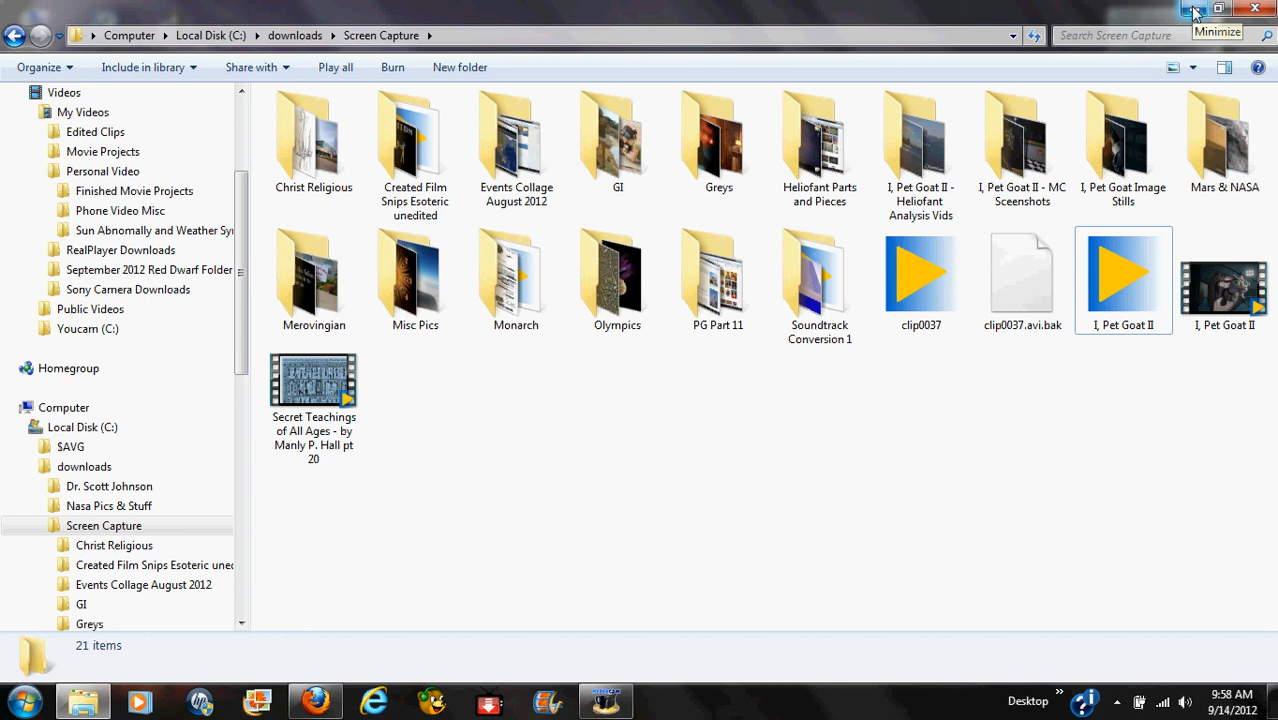 Minimize
Computer Local Disk (C:) downloads Screen Capture
Search Screen Capture
Organize Include in library Share with Play all Burn New folder
Videos
My Videos
Edited Clips
Movie Projects
Personal Video
Finished Movie Projects
Phone Video Misc
Sun Abnomally and Weather Sy
RealPlayer Downloads
September 2012 Red Dwarf Folder
Sony Camera Downloads
Public Videos
Youcam (C:)
Homegroup
Computer
Local Disk (C:)
$AVG
downloads
Dr. Scott Johnson
Nasa Pics & Stuff
Screen Capture
Christ Religious
Created Film Snips Esoteric uned
Events Collage August 2012
GI
Greys
Christ Religious
Created Film
Snips Esoteric
unedited
Events Collage
August 2012
GI
Greys
Heliofant Parts
and Pieces
I, Pet Goat II -
Heliofant
Analysis Vids
I, Pet Goat II - MC
Sceenshots
I, Pet Goat Image
Stills
Mars & NASA
Merovingian
Misc Pics
Monarch
Olympics
PG Part 11
Soundtrack
Conversion 1
clip0037
clip0037.avi.bak
I, Pet Goat II
I, Pet Goat II
Secret Teachings
of All Ages - by
Manly P. Hall pt
20
21 items
Desktop
9:58 AM
9/14/2012